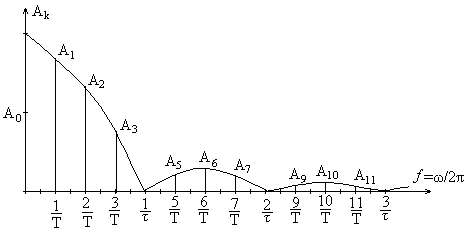 A_k
A_1
A_2
A_0
A_3
A_5 A_6 A_7 A_9 A_10 A_11 f=ω/2π
1/T 2/T 3/T 1/τ 5/T 6/T 7/T 2/τ 9/T 10/T 11/T 3/τ